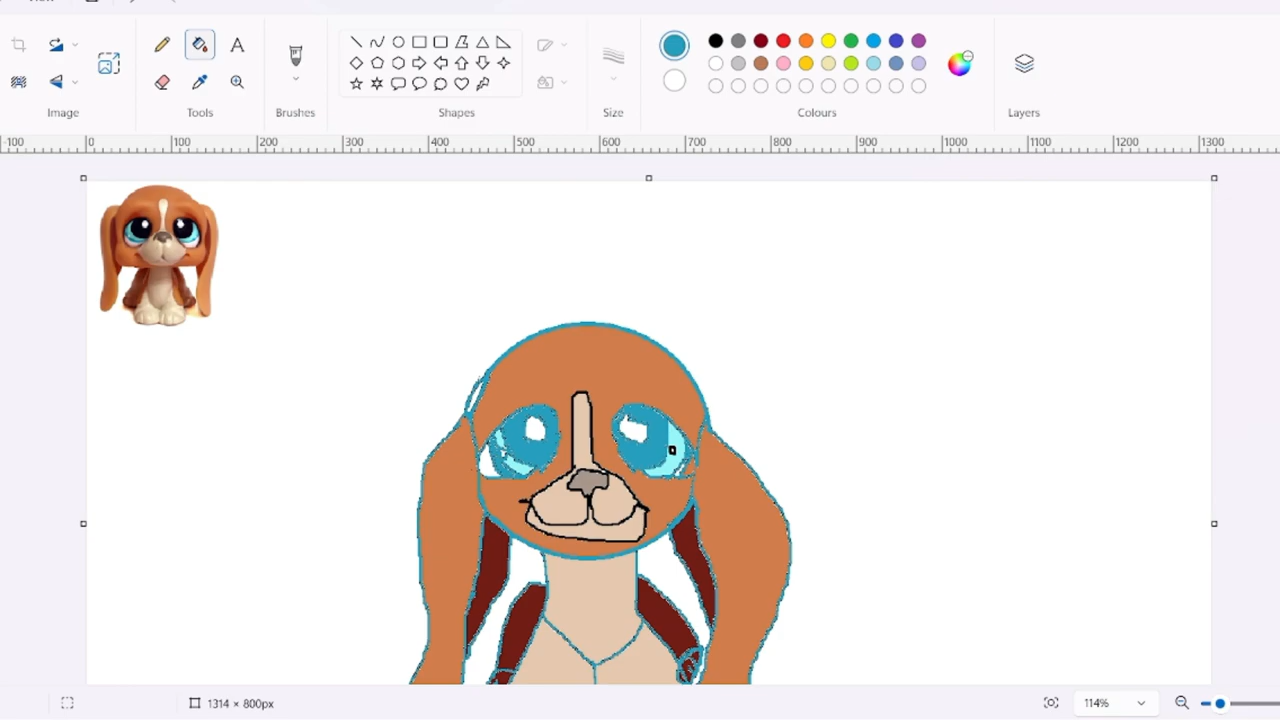 Image
Tools
Brushes
Shapes
Size
Colours
Layers
-100 0 100 200 300 400 500 600 700 800 900 1000 1100 1200 1300
1314 × 800px
114%